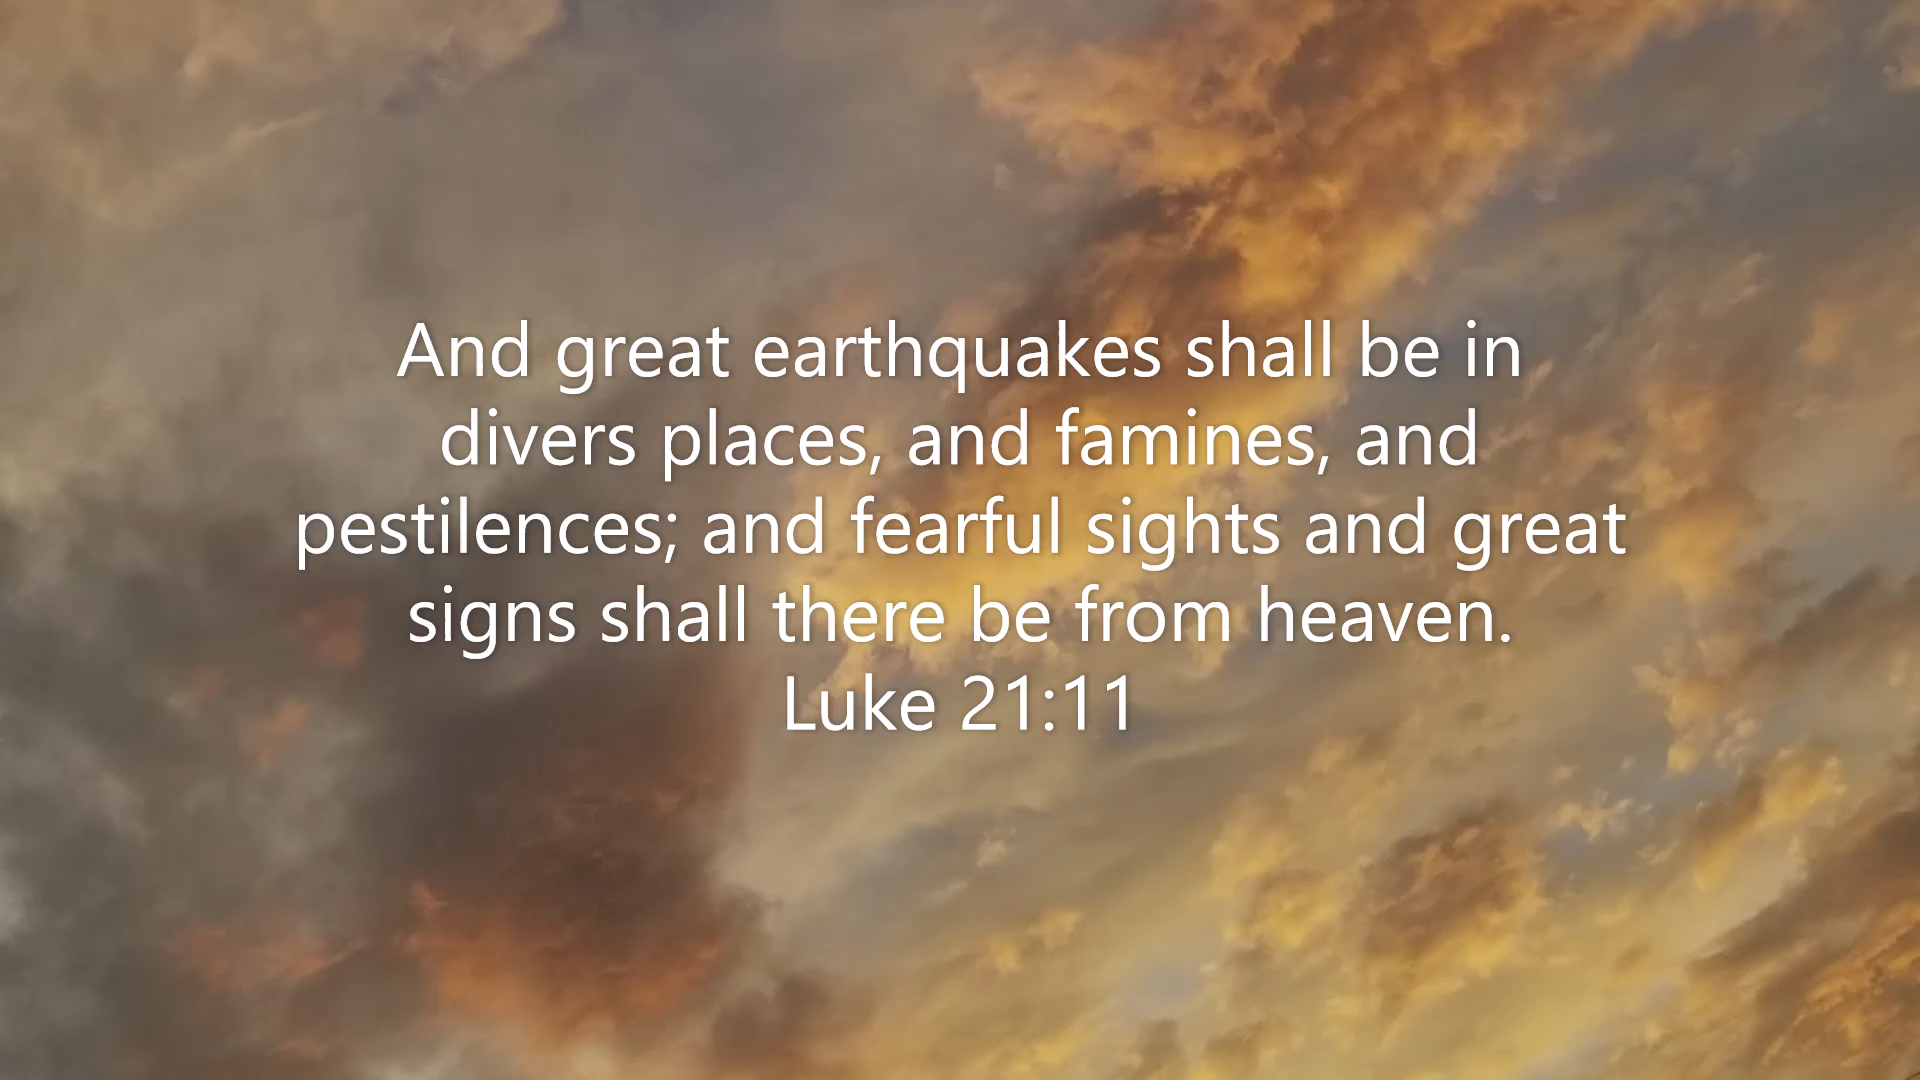 And great earthquakes shall be in
divers places, and famines, and
pestilences; and fearful sights and great
signs shall there be from heaven.
Luke 21:11